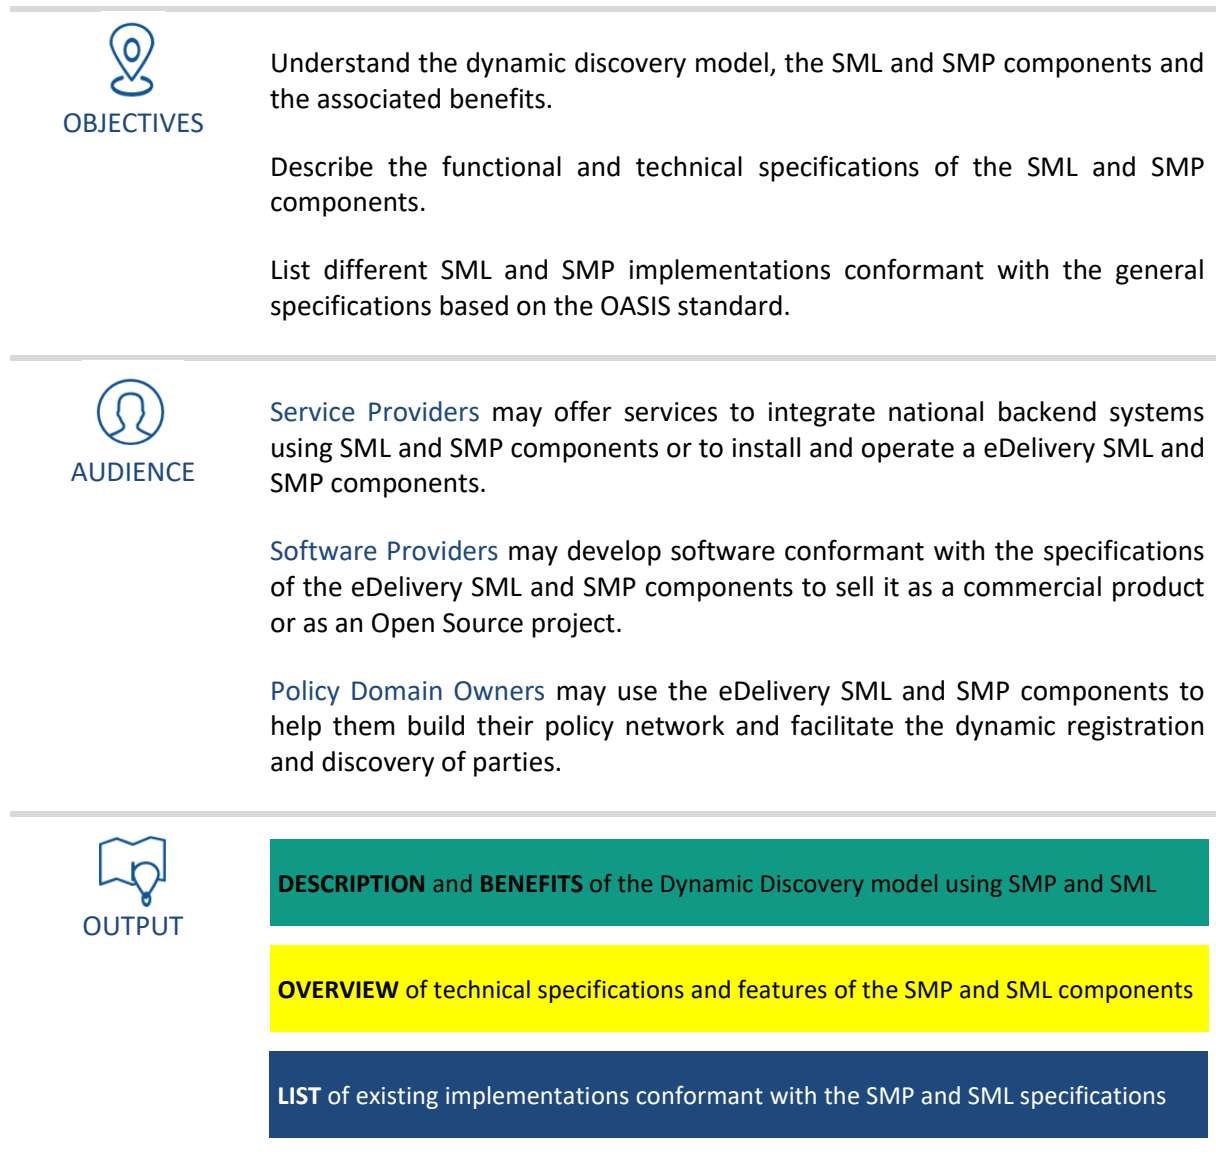 OBJECTIVES
Understand the dynamic discovery model, the SML and SMP components and
the associated benefits.
Describe the functional and technical specifications of the SML and SMP
components.
List different SML and SMP implementations conformant with the general
specifications based on the OASIS standard.
AUDIENCE
Service Providers may offer services to integrate national backend systems
using SML and SMP components or to install and operate a eDelivery SML and
SMP components.
Software Providers may develop software conformant with the specifications
of the eDelivery SML and SMP components to sell it as a commercial product
or as an Open Source project.
Policy Domain Owners may use the eDelivery SML and SMP components to
help them build their policy network and facilitate the dynamic registration
and discovery of parties.
OUTPUT
DESCRIPTION and BENEFITS of the Dynamic Discovery model using SMP and SML
OVERVIEW of technical specifications and features of the SMP and SML components
LIST of existing implementations conformant with the SMP and SML specifications